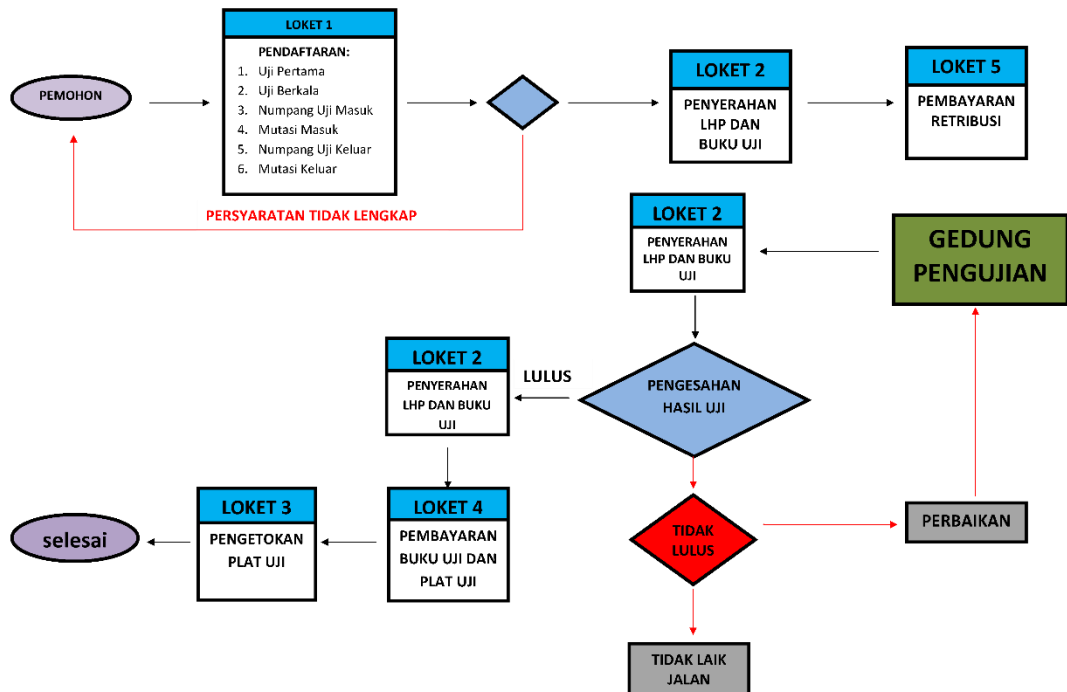 LOKET 1
PENDAFTARAN:
1. Uji Pertama
2. Uji Berkala
3. Numpang Uji Masuk
4. Mutasi Masuk
5. Numpang Uji Keluar
6. Mutasi Keluar
PEMOHON
LOKET 2
PENYERAHAN
LHP DAN
BUKU UJI
LOKET 5
PEMBAYARAN
RETRIBUSI
PERSYARATAN TIDAK LENGKAP
GEDUNG
PENGUJIAN
LOKET 2
PENYERAHAN
LHP DAN BUKU
UJI
PENGESAHAN
HASIL UJI
LULUS
LOKET 2
PENYERAHAN
LHP DAN BUKU
UJI
LOKET 4
PEMBAYARAN
BUKU UJI DAN
PLAT UJI
LOKET 3
PENGETOKAN
PLAT UJI
selesai
TIDAK
LULUS
PERBAIKAN
TIDAK LAIK
JALAN